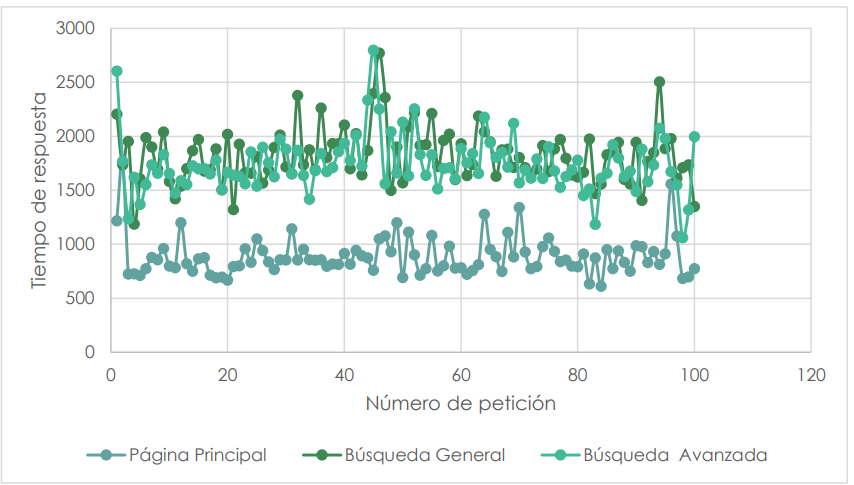 3000
2500
2000
1500
1000
500
0
Tiempo de respuesta
0 20 40 60 80 100 120
Número de petición
Página Principal Búsqueda General Búsqueda Avanzada